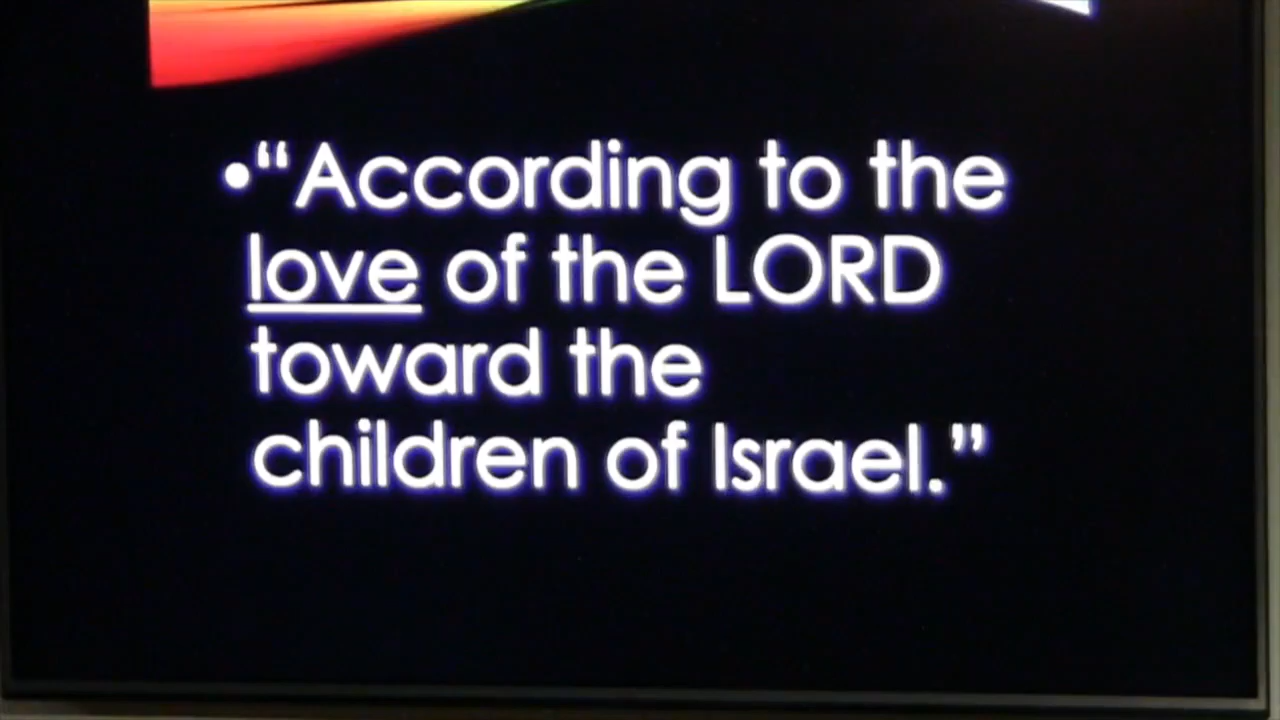 •“According to the
love of the LORD
toward the
children of Israel.”